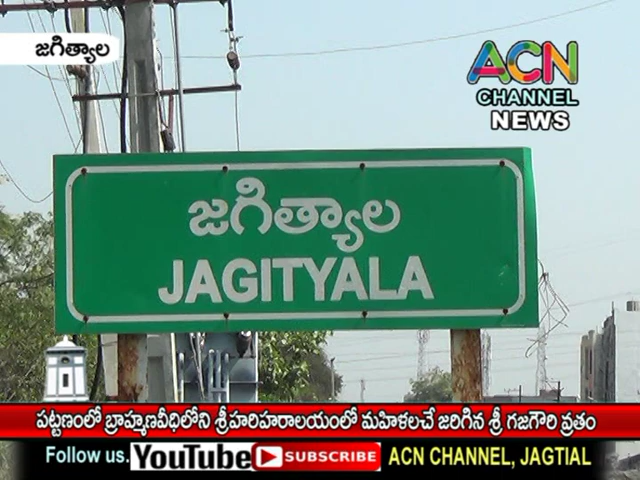 జగిత్యాల
ACN
CHANNEL
NEWS
జగిత్యాల
JAGITYALA
పట్టణంలో బ్రాహ్మణవీధిలోని శ్రీహరిహరాలయంలో మహిళలచే జరిగిన శ్రీ గజగౌరి వ్రతం
Follow us. YouTube SUBSCRIBE ACN CHANNEL, JAGTIAL